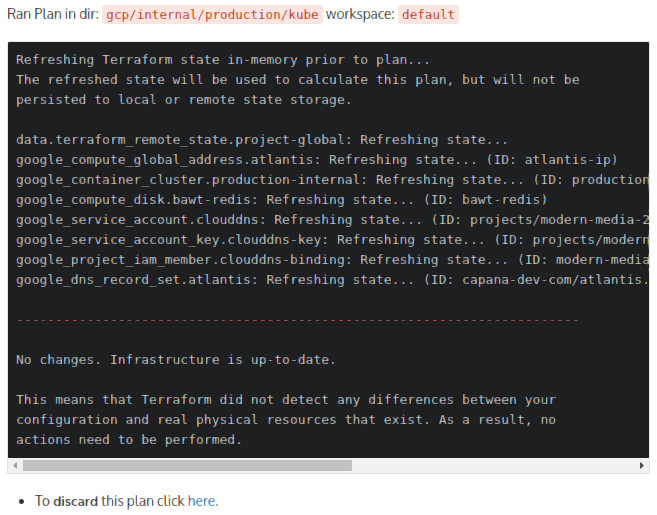 Ran Plan in dir: gcp/internal/production/kube workspace: default
Refreshing Terraform state in-memory prior to plan...
The refreshed state will be used to calculate this plan, but will not be
persisted to local or remote state storage.
data.terraform_remote_state.project-global: Refreshing state...
google_compute_global_address.atlantis: Refreshing state... (ID: atlantis-ip)
google_container_cluster.production-internal: Refreshing state... (ID: production
google_compute_disk.bawt-redis: Refreshing state... (ID: bawt-redis)
google_service_account.clouddns: Refreshing state... (ID: projects/modern-media-2
google_service_account_key.clouddns-key: Refreshing state... (ID: projects/modern
google_project_iam_member.clouddns-binding: Refreshing state... (ID: modern-media
google_dns_record_set.atlantis: Refreshing state... (ID: capana-dev-com/atlantis.
------------------------------------------------------------------------
No changes. Infrastructure is up-to-date.
This means that Terraform did not detect any differences between your
configuration and real physical resources that exist. As a result, no
actions need to be performed.
• To discard this plan click here.